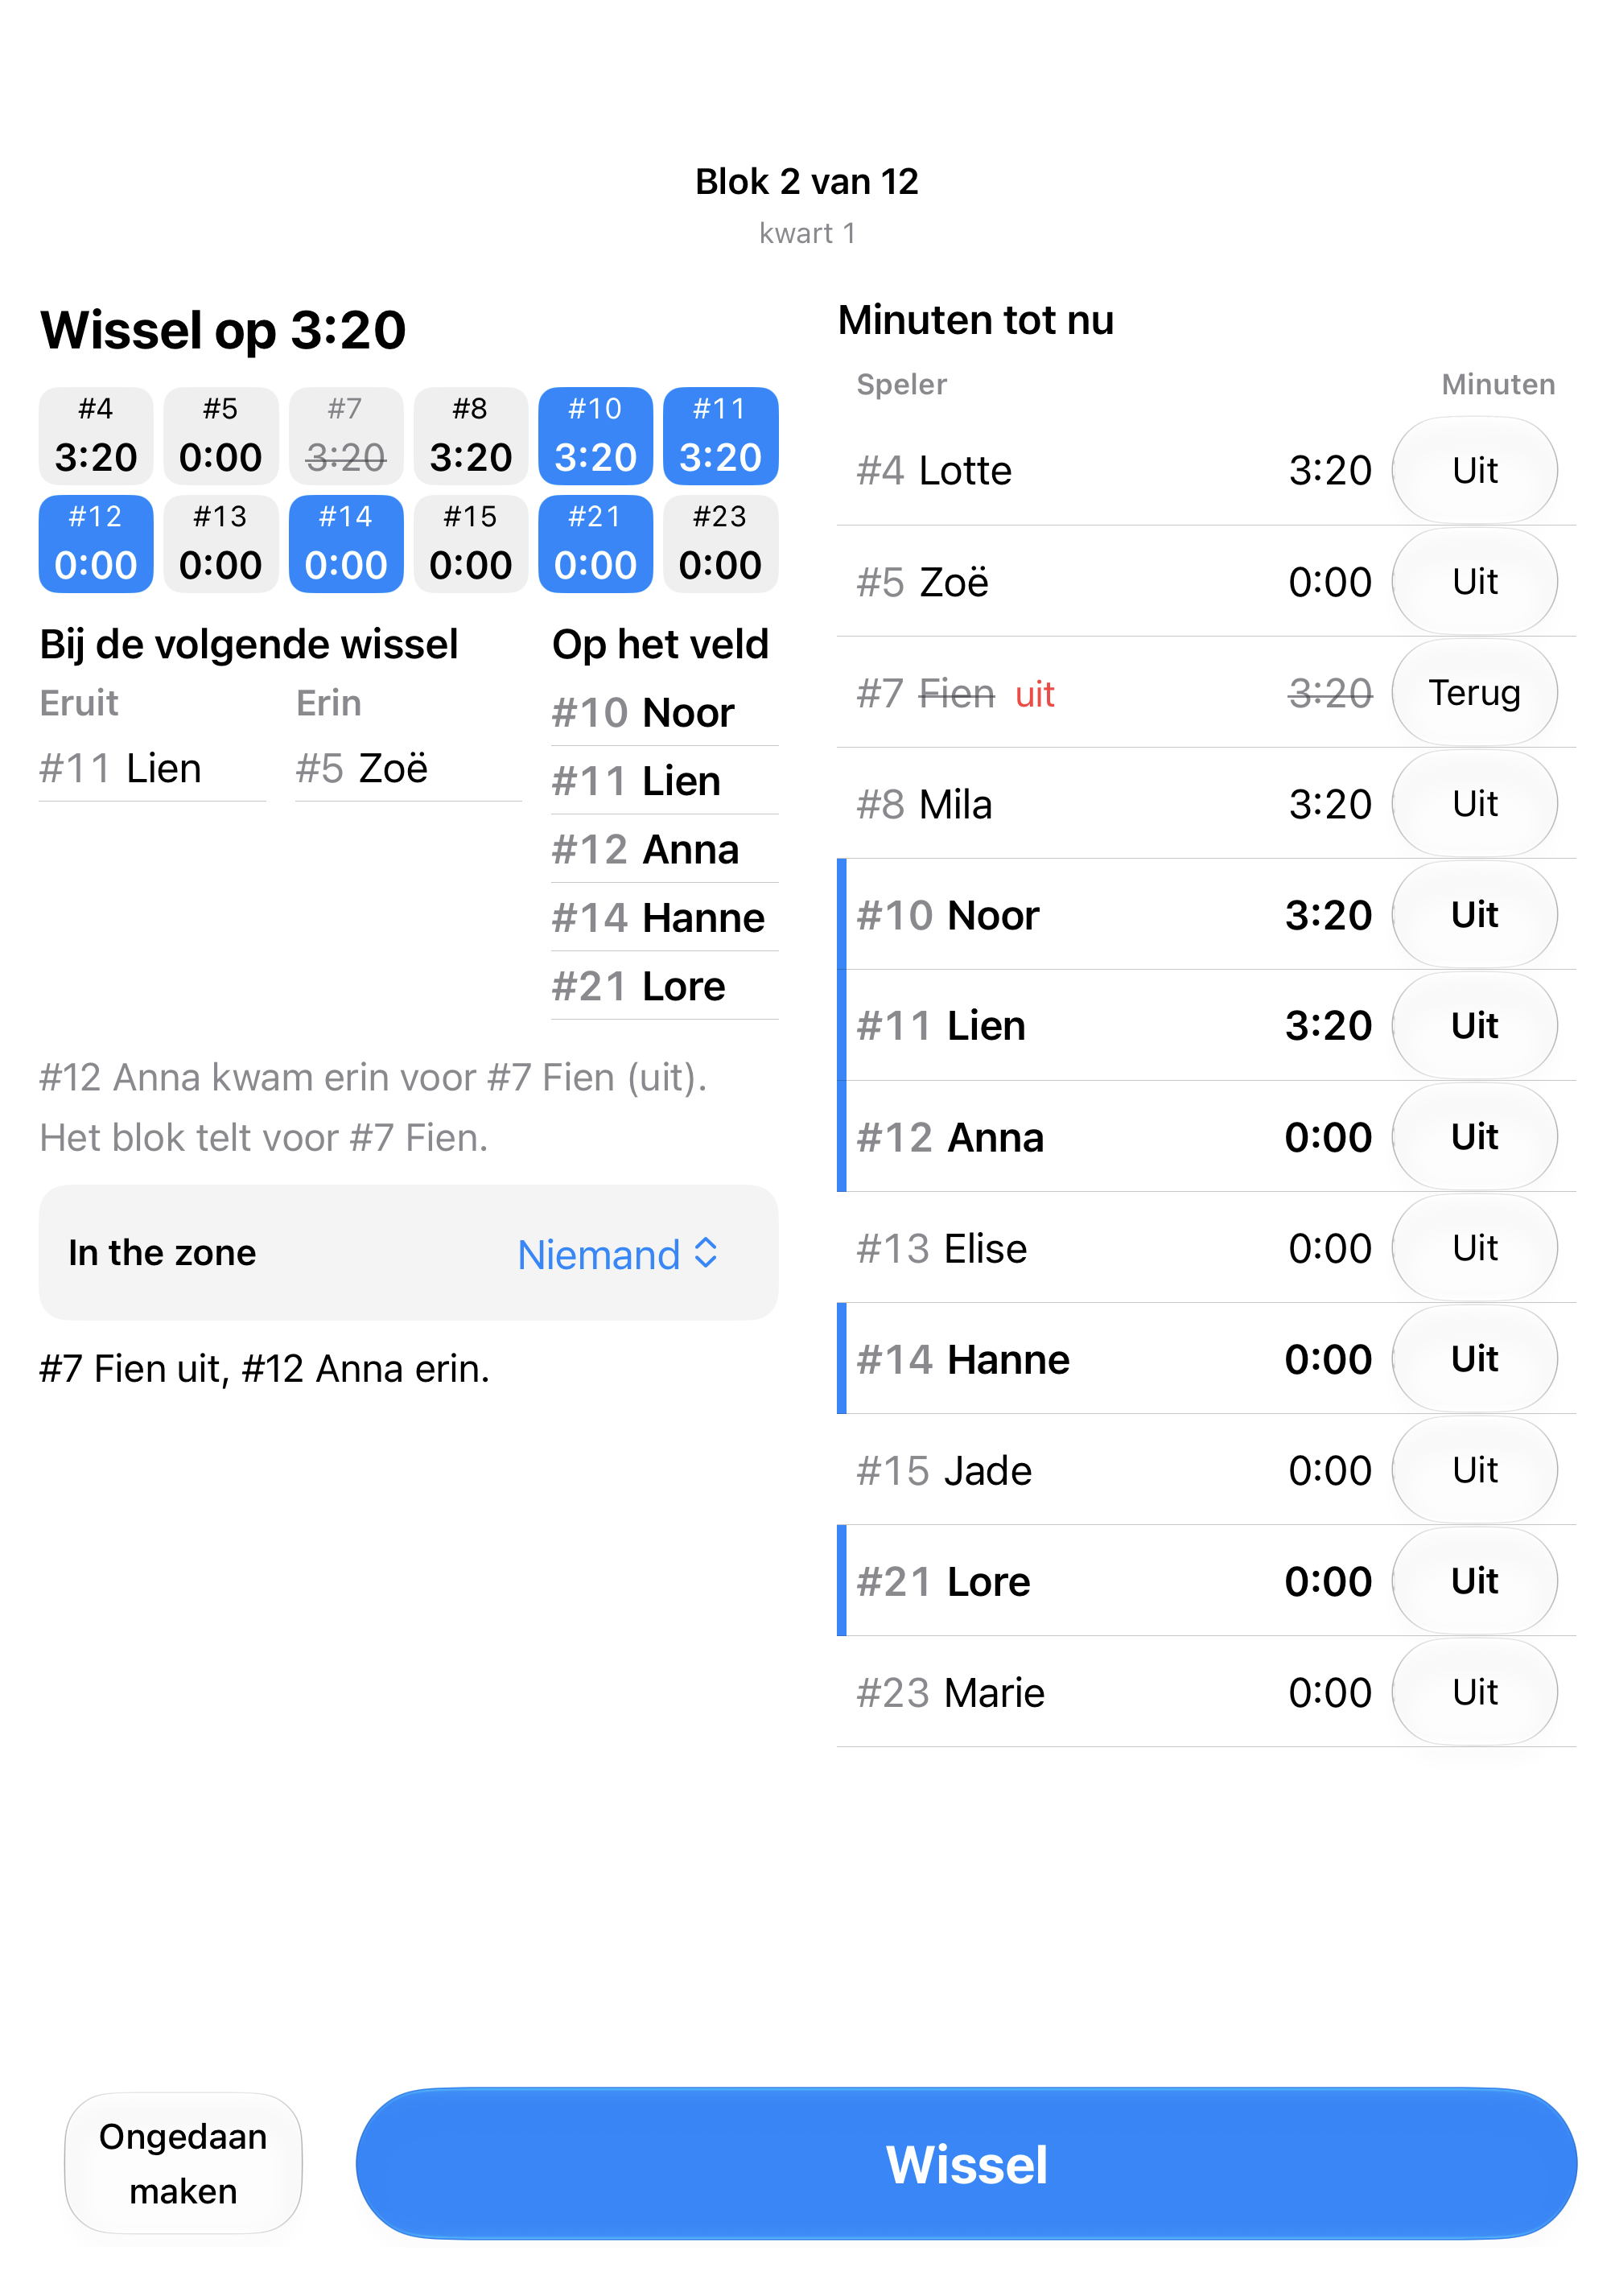 Blok 2 van 12
kwart 1
Wissel op 3:20
#4 #5 #7 #8 #10 #11
3:20 0:00 3:20 3:20 3:20 3:20
#12 #13 #14 #15 #21 #23
0:00 0:00 0:00 0:00 0:00 0:00
Bij de volgende wissel
Eruit Erin
#11 Lien #5 Zoë
Op het veld
#10 Noor
#11 Lien
#12 Anna
#14 Hanne
#21 Lore
#12 Anna kwam erin voor #7 Fien (uit).
Het blok telt voor #7 Fien.
In the zone Niemand
#7 Fien uit, #12 Anna erin.
Minuten tot nu
Speler Minuten
#4 Lotte 3:20 Uit
#5 Zoë 0:00 Uit
#7 Fien uit 3:20 Terug
#8 Mila 3:20 Uit
#10 Noor 3:20 Uit
#11 Lien 3:20 Uit
#12 Anna 0:00 Uit
#13 Elise 0:00 Uit
#14 Hanne 0:00 Uit
#15 Jade 0:00 Uit
#21 Lore 0:00 Uit
#23 Marie 0:00 Uit
Ongedaan
maken
Wissel